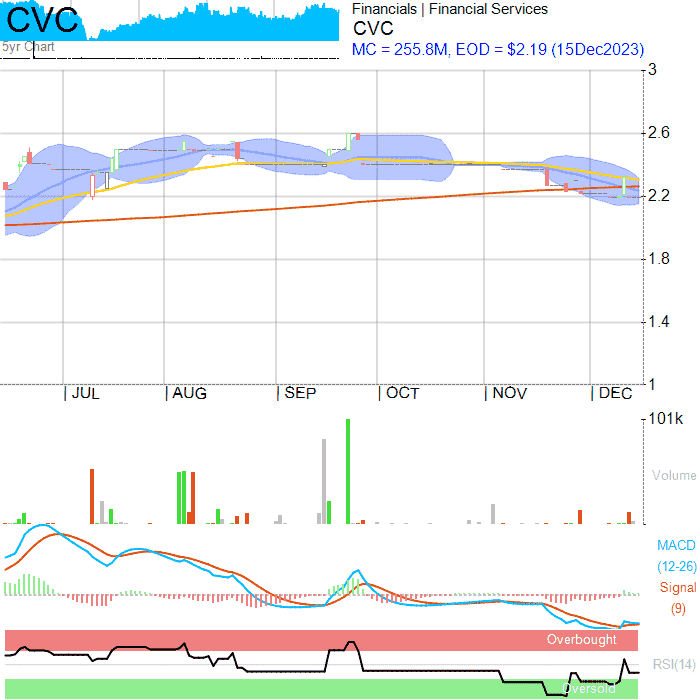 CVC
5yr Chart
Financials | Financial Services
CVC
MC = 255.8M, EOD = $2.19 (15Dec2023)
3
2.6
2.2
1.8
1.4
1
| JUL | AUG | SEP | OCT | NOV | DEC
101k
Volume
MACD
(12-26)
Signal
(9)
Overbought
RSI(14)
Oversold